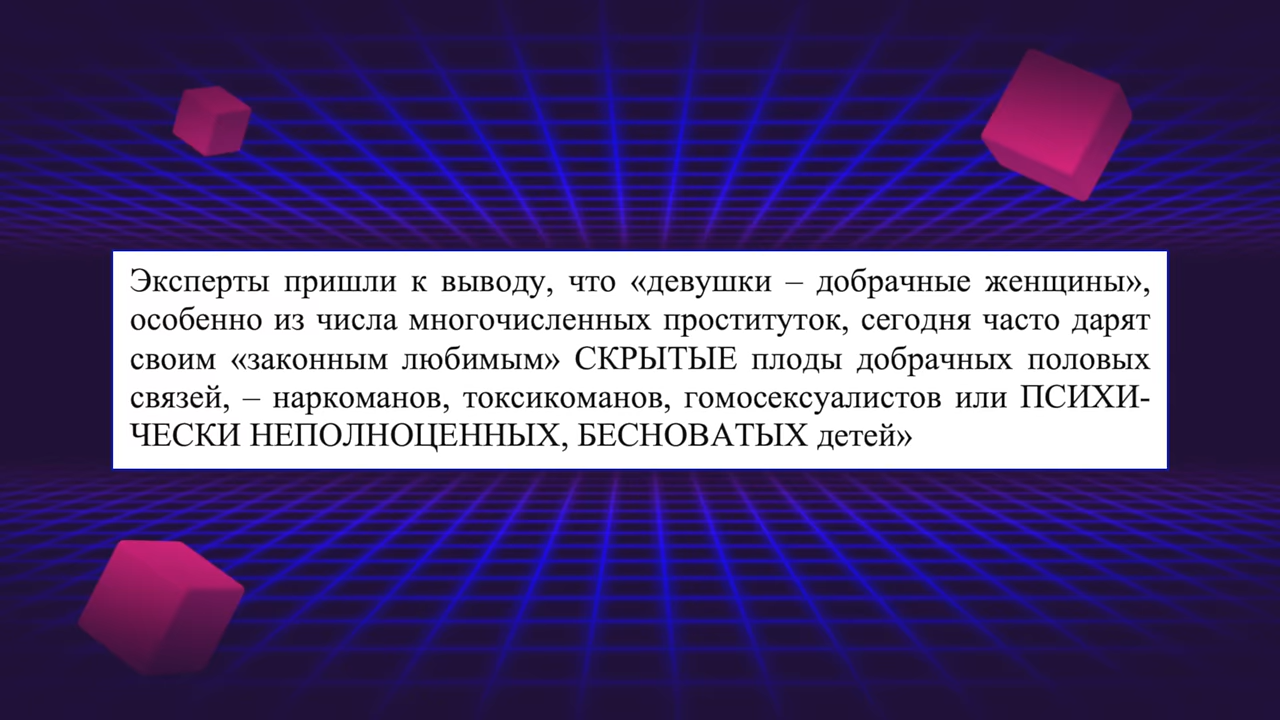 Эксперты пришли к выводу, что «девушки – добрачные женщины»,
особенно из числа многочисленных проституток, сегодня часто дарят
своим «законным любимым» СКРЫТЫЕ плоды добрачных половых
связей, – наркоманов, токсикоманов, гомосексуалистов или ПСИХИ-
ЧЕСКИ НЕПОЛНОЦЕННЫХ, БЕСНОВАТЫХ детей»